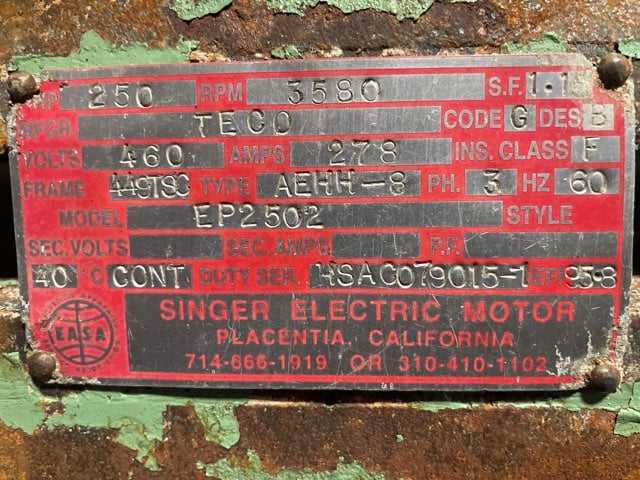 HP 250 RPM 3580 S.F. 1.1
MFGR. TECO CODE G DES B
VOLTS 460 AMPS 278 INS. CLASS F
FRAME 449TSC TYPE AEHH-8 PH. 3 HZ 60
MODEL EP2502 STYLE
SEC. VOLTS SEC. AMPS P.F.
40 °C CONT DUTY SER. HSAC079015-1 EFF 95.8
EASA
SINGER ELECTRIC MOTOR
PLACENTIA, CALIFORNIA
714-666-1919 OR 310-410-1102